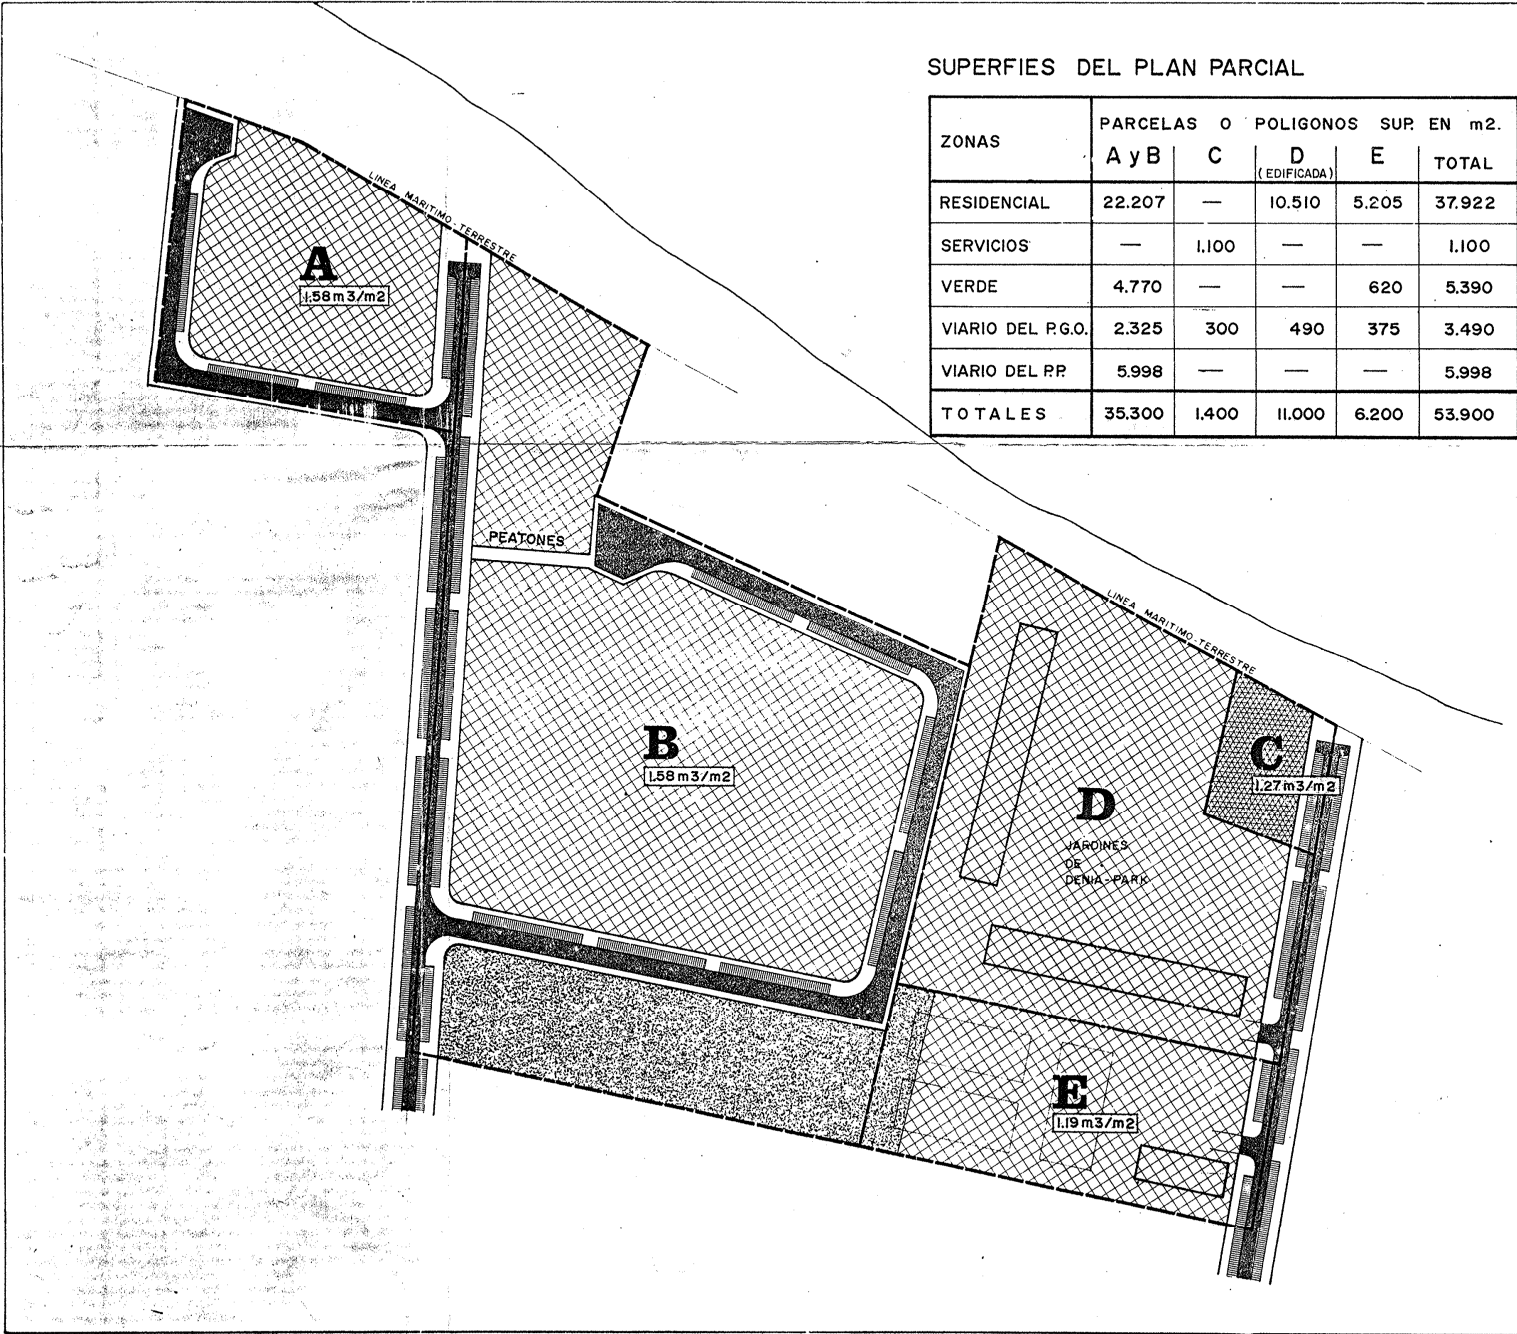 SUPERFIES DEL PLAN PARCIAL
ZONAS PARCELAS O POLIGONOS SUP. EN m2.
A y B C D (EDIFICADA) E TOTAL
RESIDENCIAL 22.207 — 10.510 5.205 37.922
SERVICIOS — 1.100 — — 1.100
VERDE 4.770 — — 620 5.390
VIARIO DEL P.G.O. 2.325 300 490 375 3.490
VIARIO DEL P.P. 5.998 — — — 5.998
TOTALES 35.300 1.400 11.000 6.200 53.900
LINEA MARITIMO-TERRESTRE
A
1.58 m3/m2
PEATONES
LINEA MARITIMO-TERRESTRE
B
1.58 m3/m2
C
1.27 m3/m2
D
JARDINES
DE
DENIA-PARK
E
1.19 m3/m2